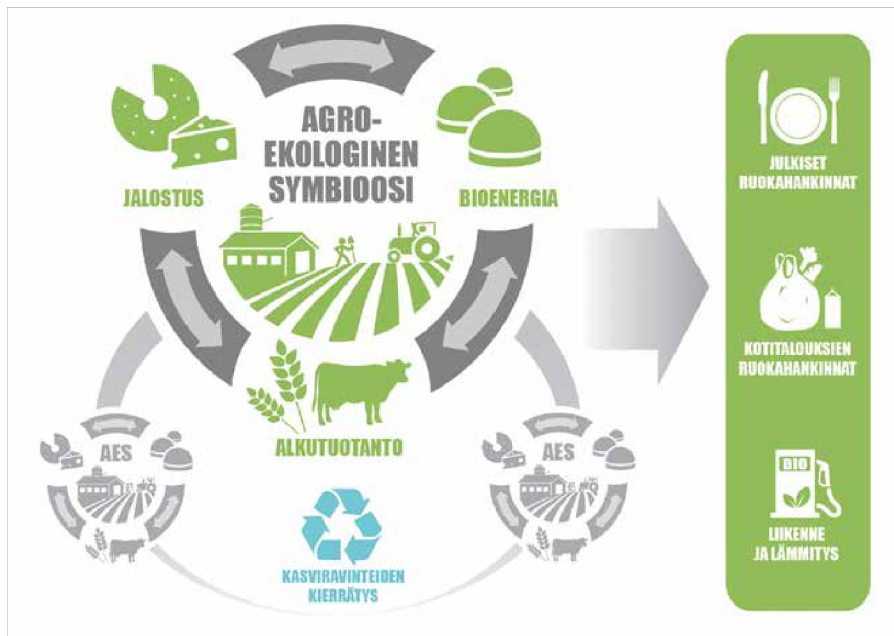 AGRO-
EKOLOGINEN
SYMBIOOSI
JALOSTUS
BIOENERGIA
ALKUTUOTANTO
AES
AES
KASVIRAVINTEIDEN
KIERRÄTYS
JULKISET
RUOKAHANKINNAT
KOTITALOUKSIEN
RUOKAHANKINNAT
BIO
LIIKENNE
JA LÄMMITYS